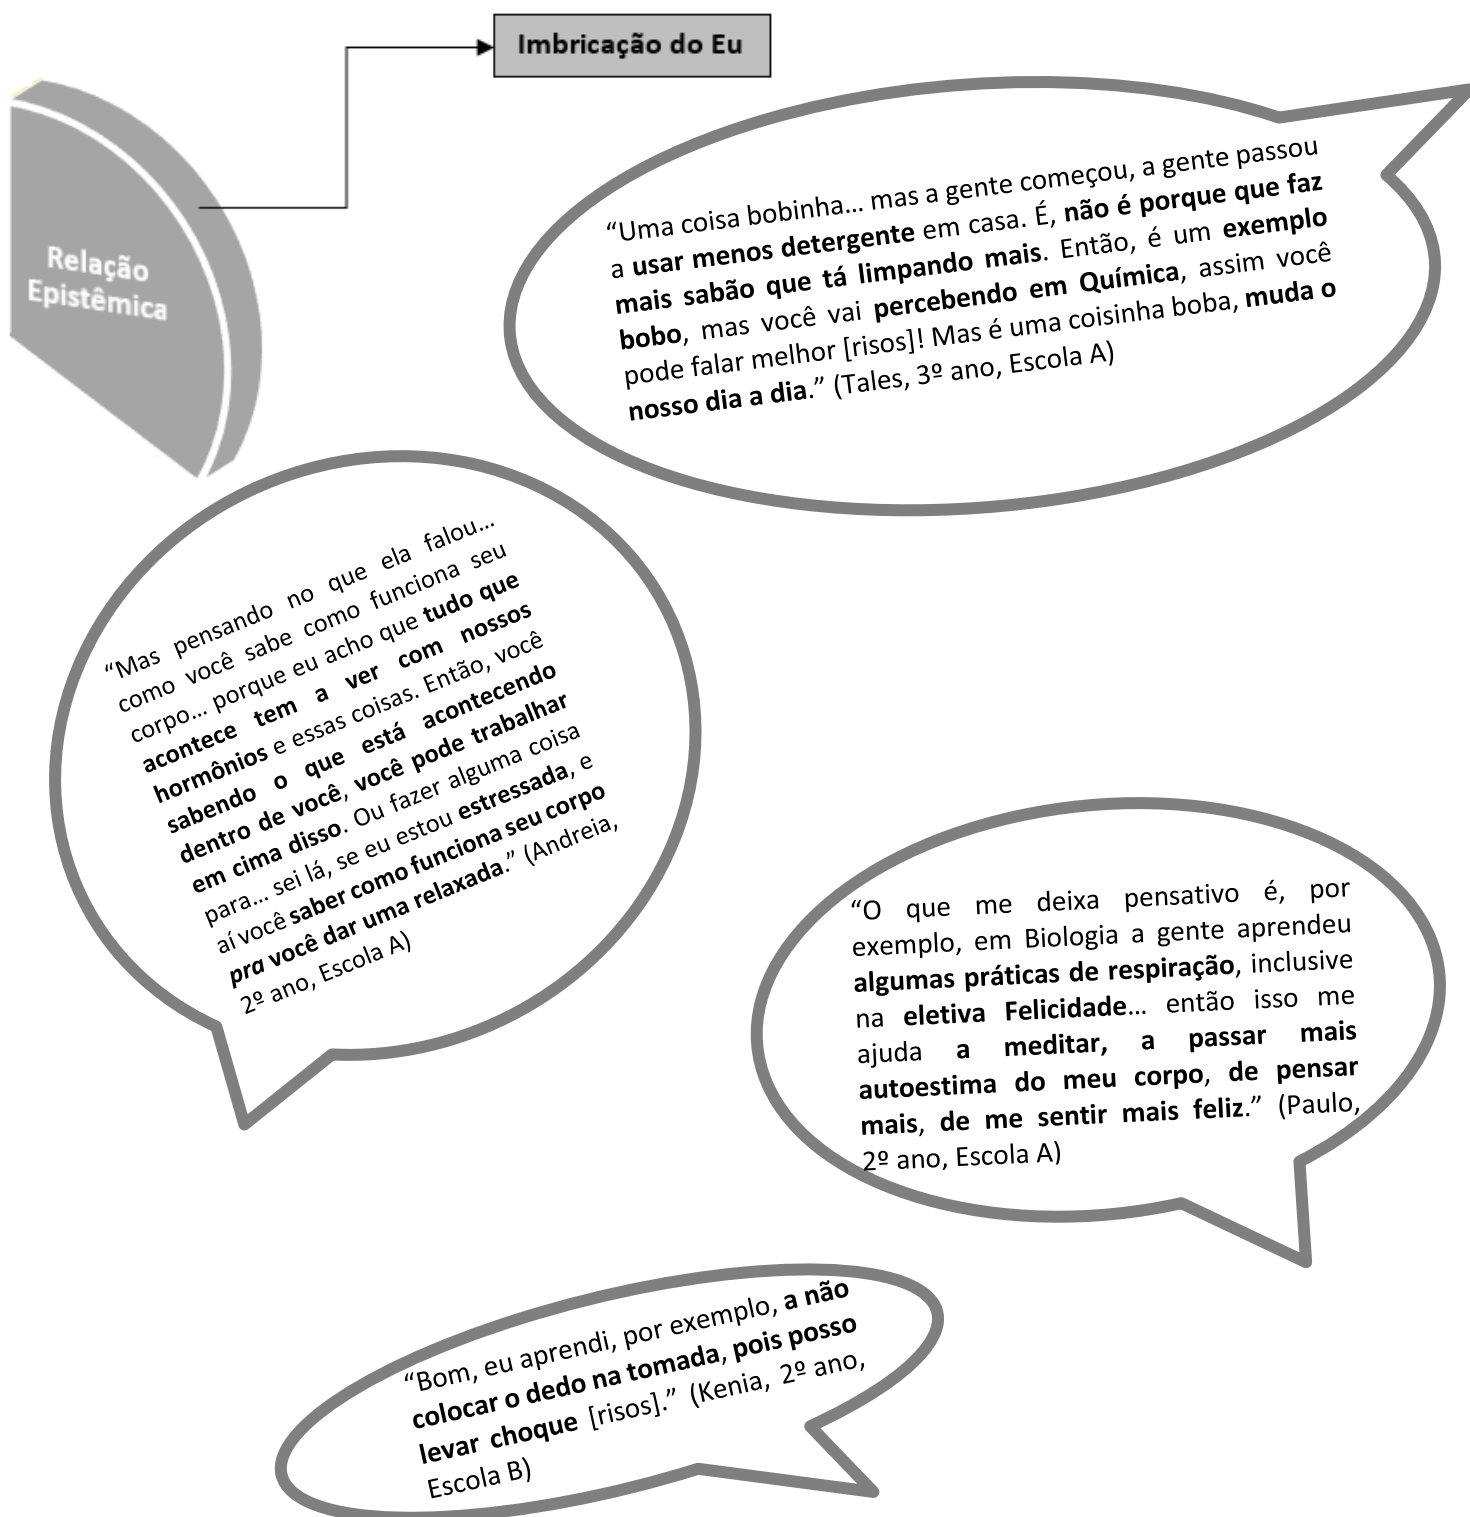 Imbricação do Eu
Relação
Epistêmica
“Uma coisa bobinha... mas a gente começou, a gente passou
a usar menos detergente em casa. É, não é porque que faz
mais sabão que tá limpando mais. Então, é um exemplo
bobo, mas você vai percebendo em Química, assim você
pode falar melhor [risos]! Mas é uma coisinha boba, muda o
nosso dia a dia.” (Tales, 3º ano, Escola A)
“Mas pensando no que ela falou...
como você sabe como funciona seu
corpo... porque eu acho que tudo que
acontece tem a ver com nossos
hormônios e essas coisas. Então, você
sabendo o que está acontecendo
dentro de você, você pode trabalhar
em cima disso. Ou fazer alguma coisa
para... sei lá, se eu estou estressada, e
aí você saber como funciona seu corpo
pra você dar uma relaxada.” (Andreia,
2º ano, Escola A)
“O que me deixa pensativo é, por
exemplo, em Biologia a gente aprendeu
algumas práticas de respiração, inclusive
na eletiva Felicidade... então isso me
ajuda a meditar, a passar mais
autoestima do meu corpo, de pensar
mais, de me sentir mais feliz.” (Paulo,
2º ano, Escola A)
“Bom, eu aprendi, por exemplo, a não
colocar o dedo na tomada, pois posso
levar choque [risos].” (Kenia, 2º ano,
Escola B)